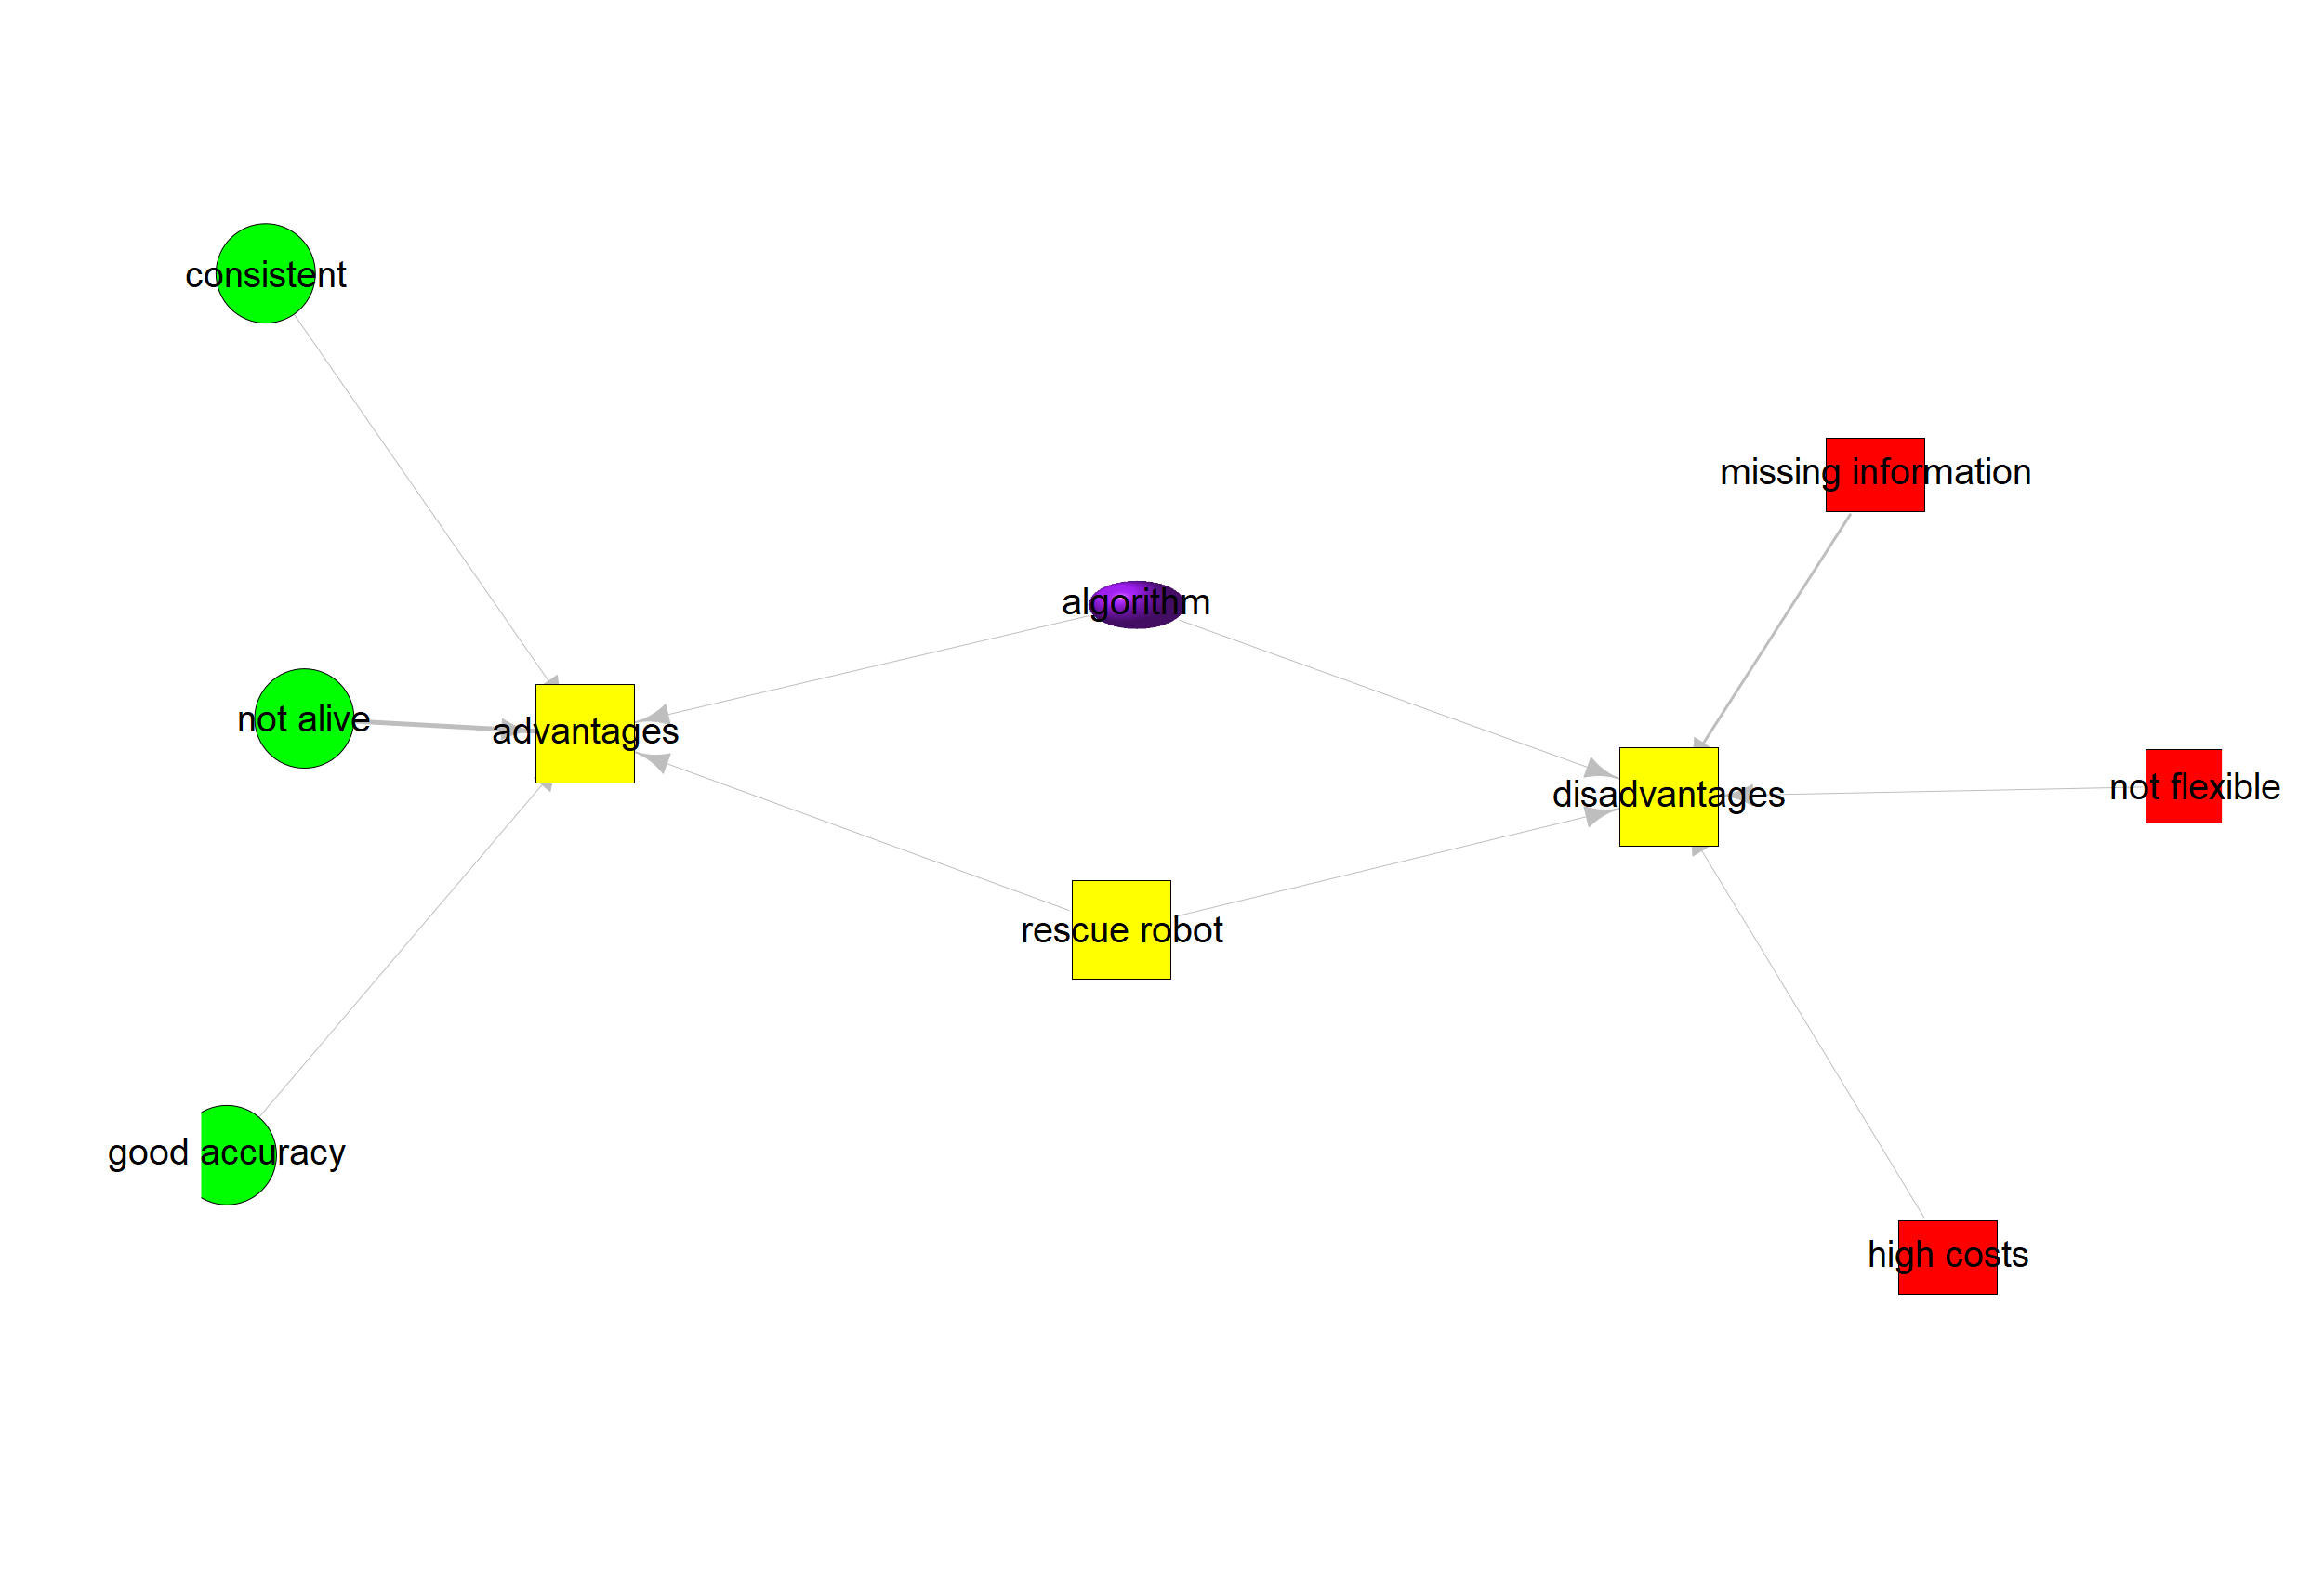 consistent
missing information
algorithm
not alive
advantages
not flexible
disadvantages
rescue robot
good accuracy
high costs